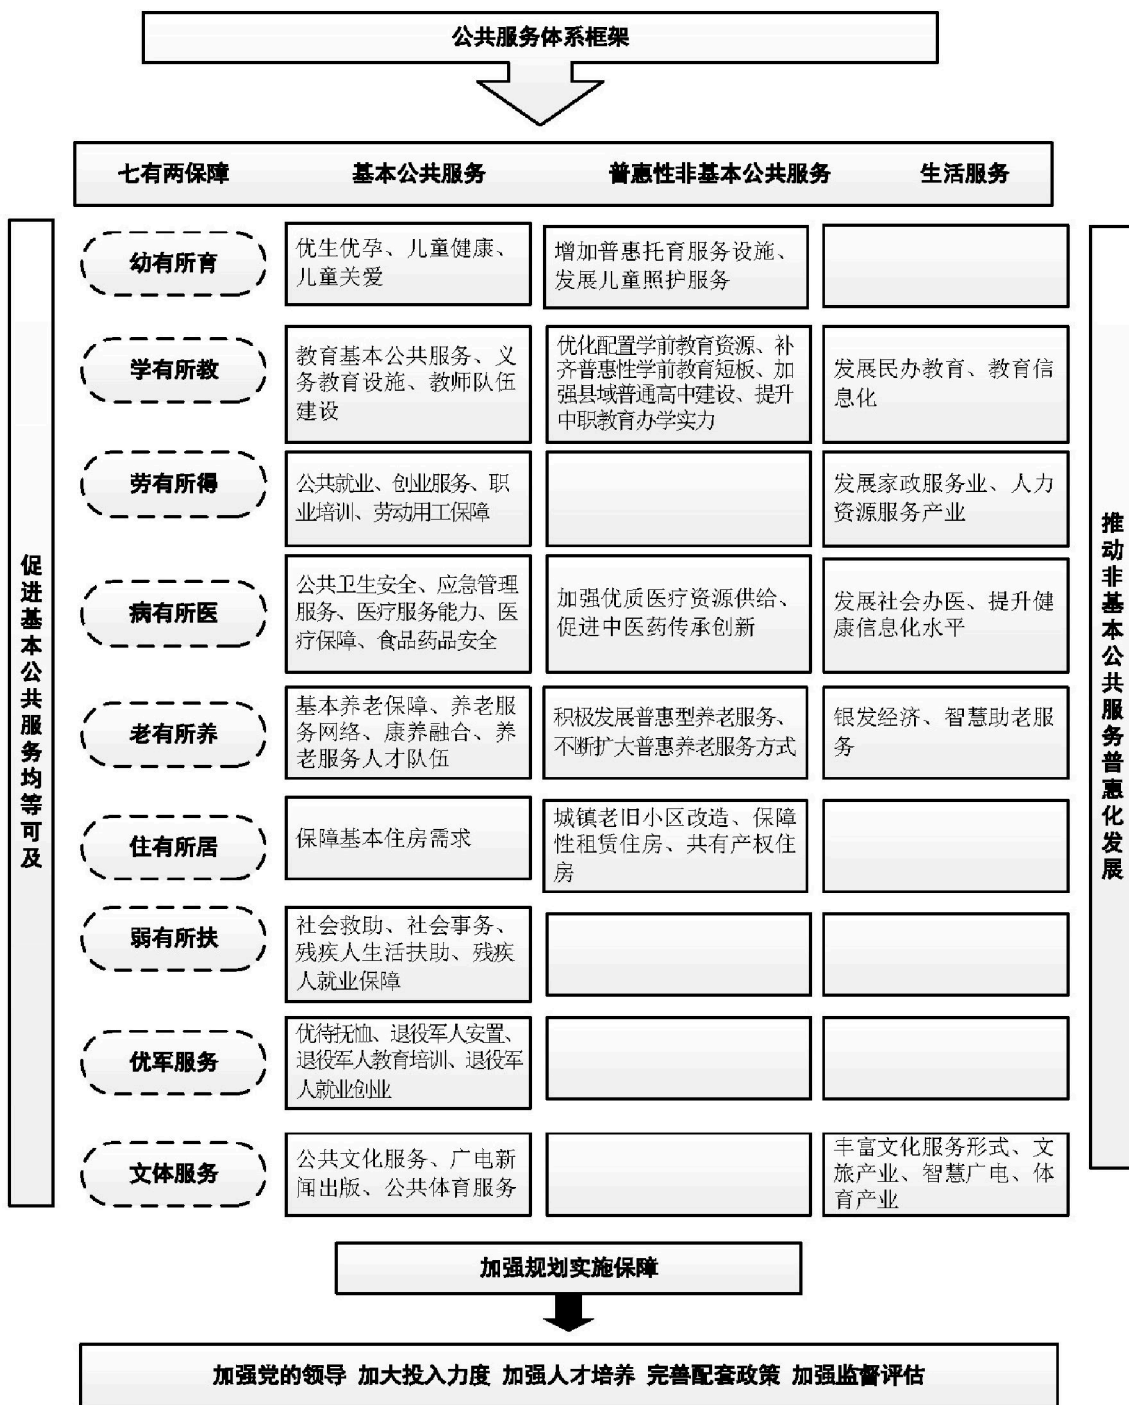 公共服务体系框架
七有两保障 基本公共服务 普惠性非基本公共服务 生活服务
促进基本公共服务均等可及
推动非基本公共服务普惠化发展
幼有所育
优生优孕、儿童健康、
儿童关爱
增加普惠托育服务设施、
发展儿童照护服务
学有所教
教育基本公共服务、义
务教育设施、教师队伍
建设
优化配置学前教育资源、补
齐普惠性学前教育短板、加
强县域普通高中建设、提升
中职教育办学实力
发展民办教育、教育信
息化
劳有所得
公共就业、创业服务、职
业培训、劳动用工保障
发展家政服务业、人力
资源服务产业
病有所医
公共卫生安全、应急管理
服务、医疗服务能力、医
疗保障、食品药品安全
加强优质医疗资源供给、
促进中医药传承创新
发展社会办医、提升健
康信息化水平
老有所养
基本养老保障、养老服
务网络、康养融合、养
老服务人才队伍
积极发展普惠型养老服务、
不断扩大普惠养老服务方式
银发经济、智慧助老服
务
住有所居
保障基本住房需求
城镇老旧小区改造、保障
性租赁住房、共有产权住
房
弱有所扶
社会救助、社会事务、
残疾人生活扶助、残疾
人就业保障
优军服务
优待抚恤、退役军人安置、
退役军人教育培训、退役军
人就业创业
文体服务
公共文化服务、广电新
闻出版、公共体育服务
丰富文化服务形式、文
旅产业、智慧广电、体
育产业
加强规划实施保障
加强党的领导 加大投入力度 加强人才培养 完善配套政策 加强监督评估